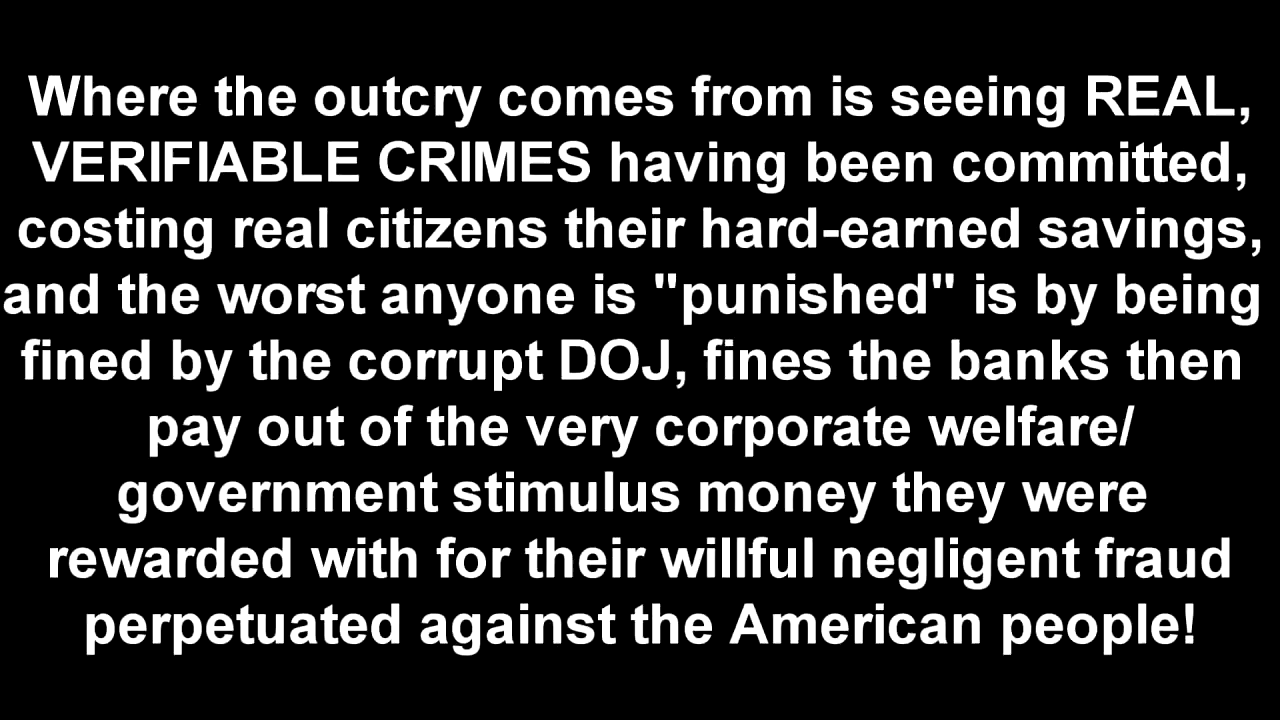 Where the outcry comes from is seeing REAL,
VERIFIABLE CRIMES having been committed,
costing real citizens their hard-earned savings,
and the worst anyone is "punished" is by being
fined by the corrupt DOJ, fines the banks then
pay out of the very corporate welfare/
government stimulus money they were
rewarded with for their willful negligent fraud
perpetuated against the American people!